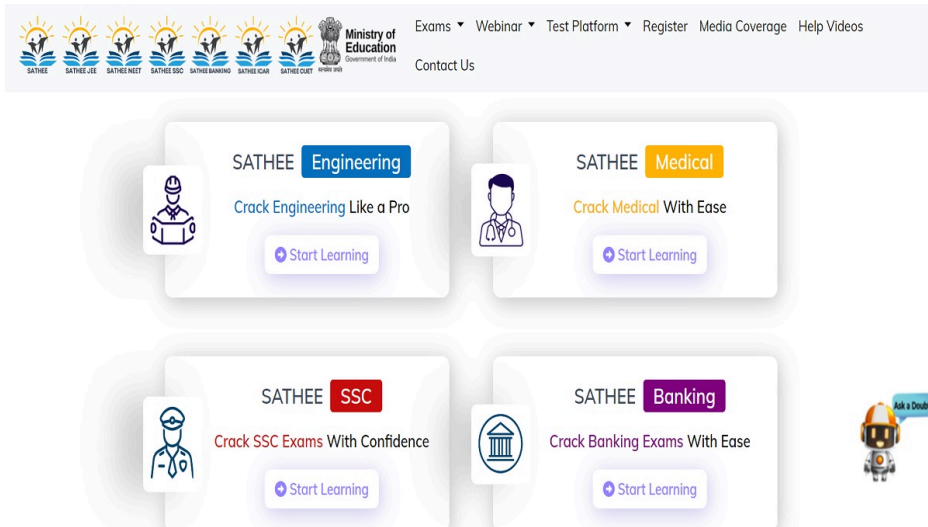 Exams Webinar Test Platform Register Media Coverage Help Videos
Contact Us
Ministry of
Education
Government of India
सत्यमेव जयते
SATHEE SATHEE JEE SATHEE NEET SATHEE SSC SATHEE BANKING SATHEE ICAR SATHEE CUET
SATHEE Engineering
Crack Engineering Like a Pro
Start Learning
SATHEE Medical
Crack Medical With Ease
Start Learning
SATHEE SSC
Crack SSC Exams With Confidence
Start Learning
SATHEE Banking
Crack Banking Exams With Ease
Start Learning
Ask a Doub